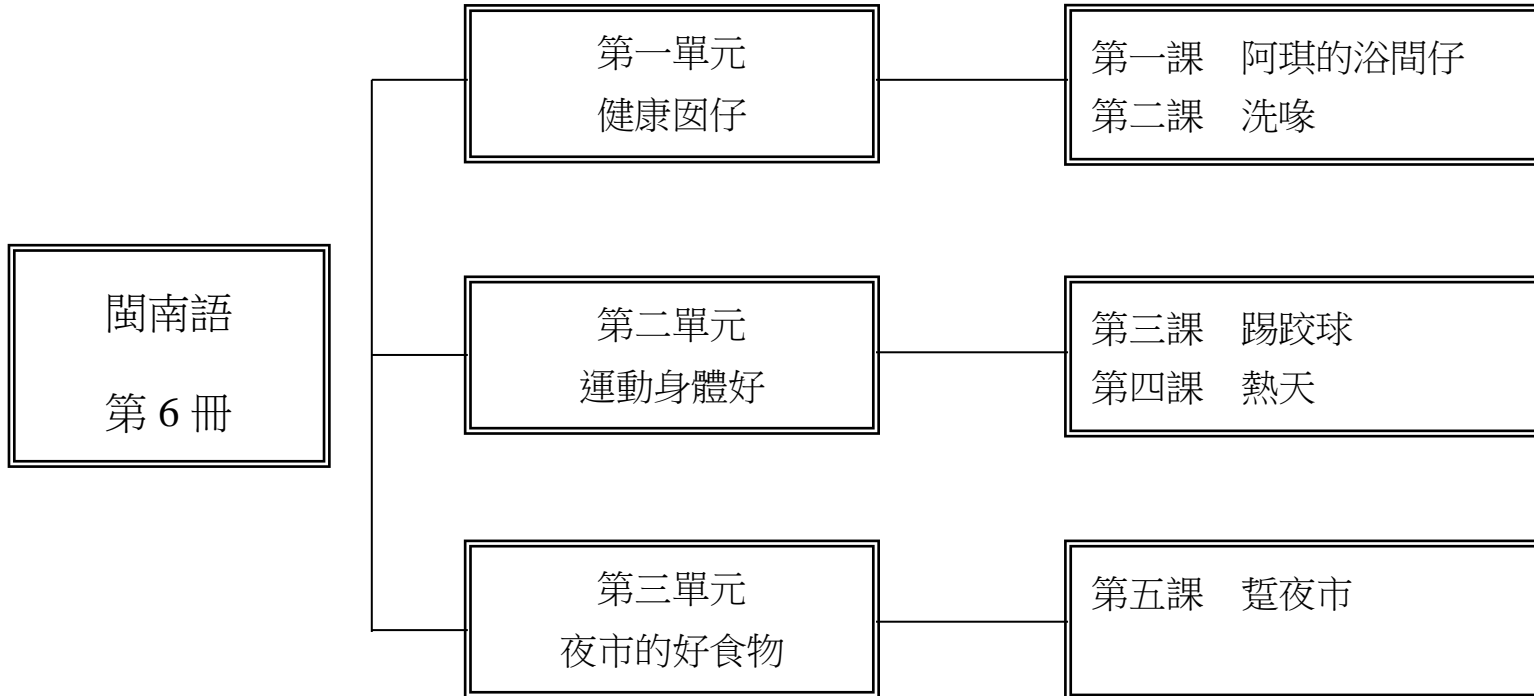 閩南語
第 6 冊
第一單元
健康囡仔
第一課　阿琪的浴間仔
第二課　洗喙
第二單元
運動身體好
第三課　踢跤球
第四課　熱天
第三單元
夜市的好食物
第五課　踅夜市